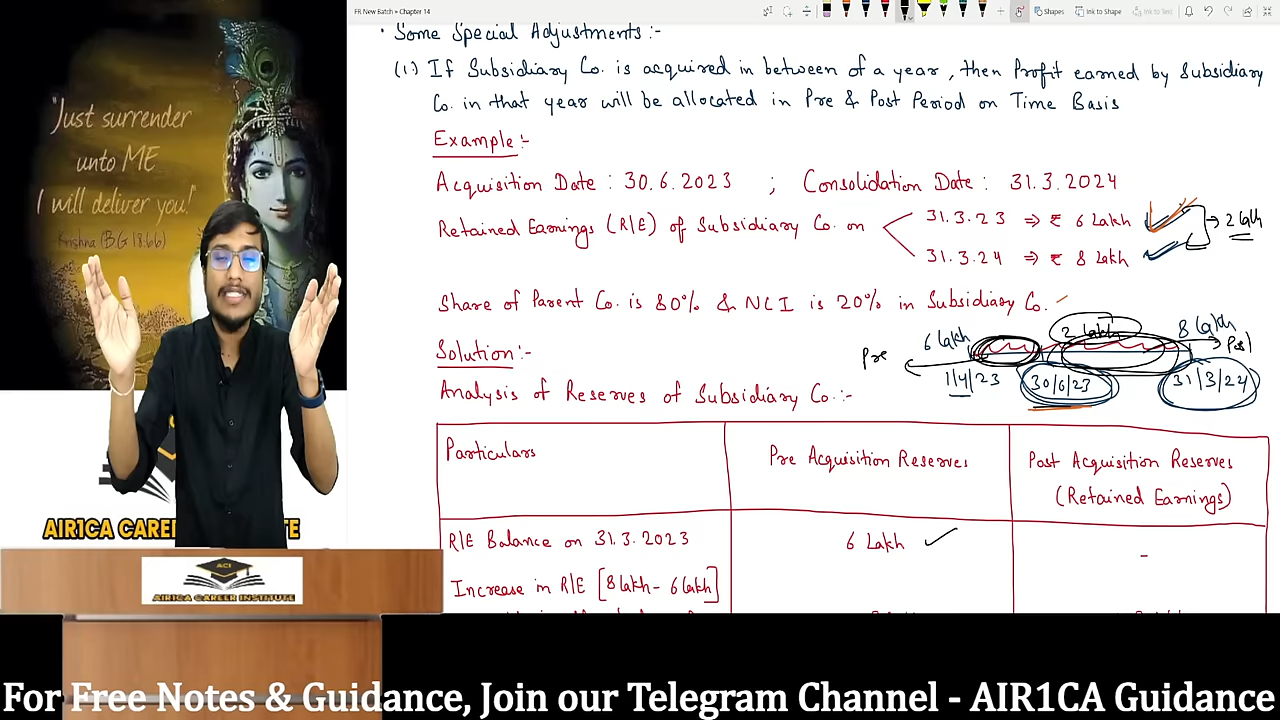 FR New Batch » Chapter 14
Shapes
Ink to Shape
Ink to Text
• Some Special Adjustments:-
(1) If Subsidiary Co. is acquired in between of a year, then Profit earned by Subsidiary
Co. in that year will be allocated in Pre & Post Period on Time Basis
Example:-
Acquisition Date : 30.6.2023 ; Consolidation Date : 31.3.2024
Retained Earnings (R/E) of Subsidiary Co. on
31.3.23 ⇒ ₹ 6 Lakh
31.3.24 ⇒ ₹ 8 Lakh
→ 2 Lakh
Share of Parent Co. is 80% & NCI is 20% in Subsidiary Co.
6 Lakh 2 Lakh 8 Lakh
Pre Post
1/4/23 30/6/23 31/3/24
Solution:-
Analysis of Reserves of Subsidiary Co.:-
Particulars Pre Acquisition Reserves Post Acquisition Reserves
(Retained Earnings)
R/E Balance on 31.3.2023 6 Lakh -
Increase in R/E [8 Lakh - 6 Lakh]
"Just surrender
unto ME
I will deliver you!"
Krishna (BG 18:66)
AIR1CA CAREER
ACI
AIR1CA CAREER INSTITUTE
For Free Notes & Guidance, Join our Telegram Channel - AIR1CA Guidance